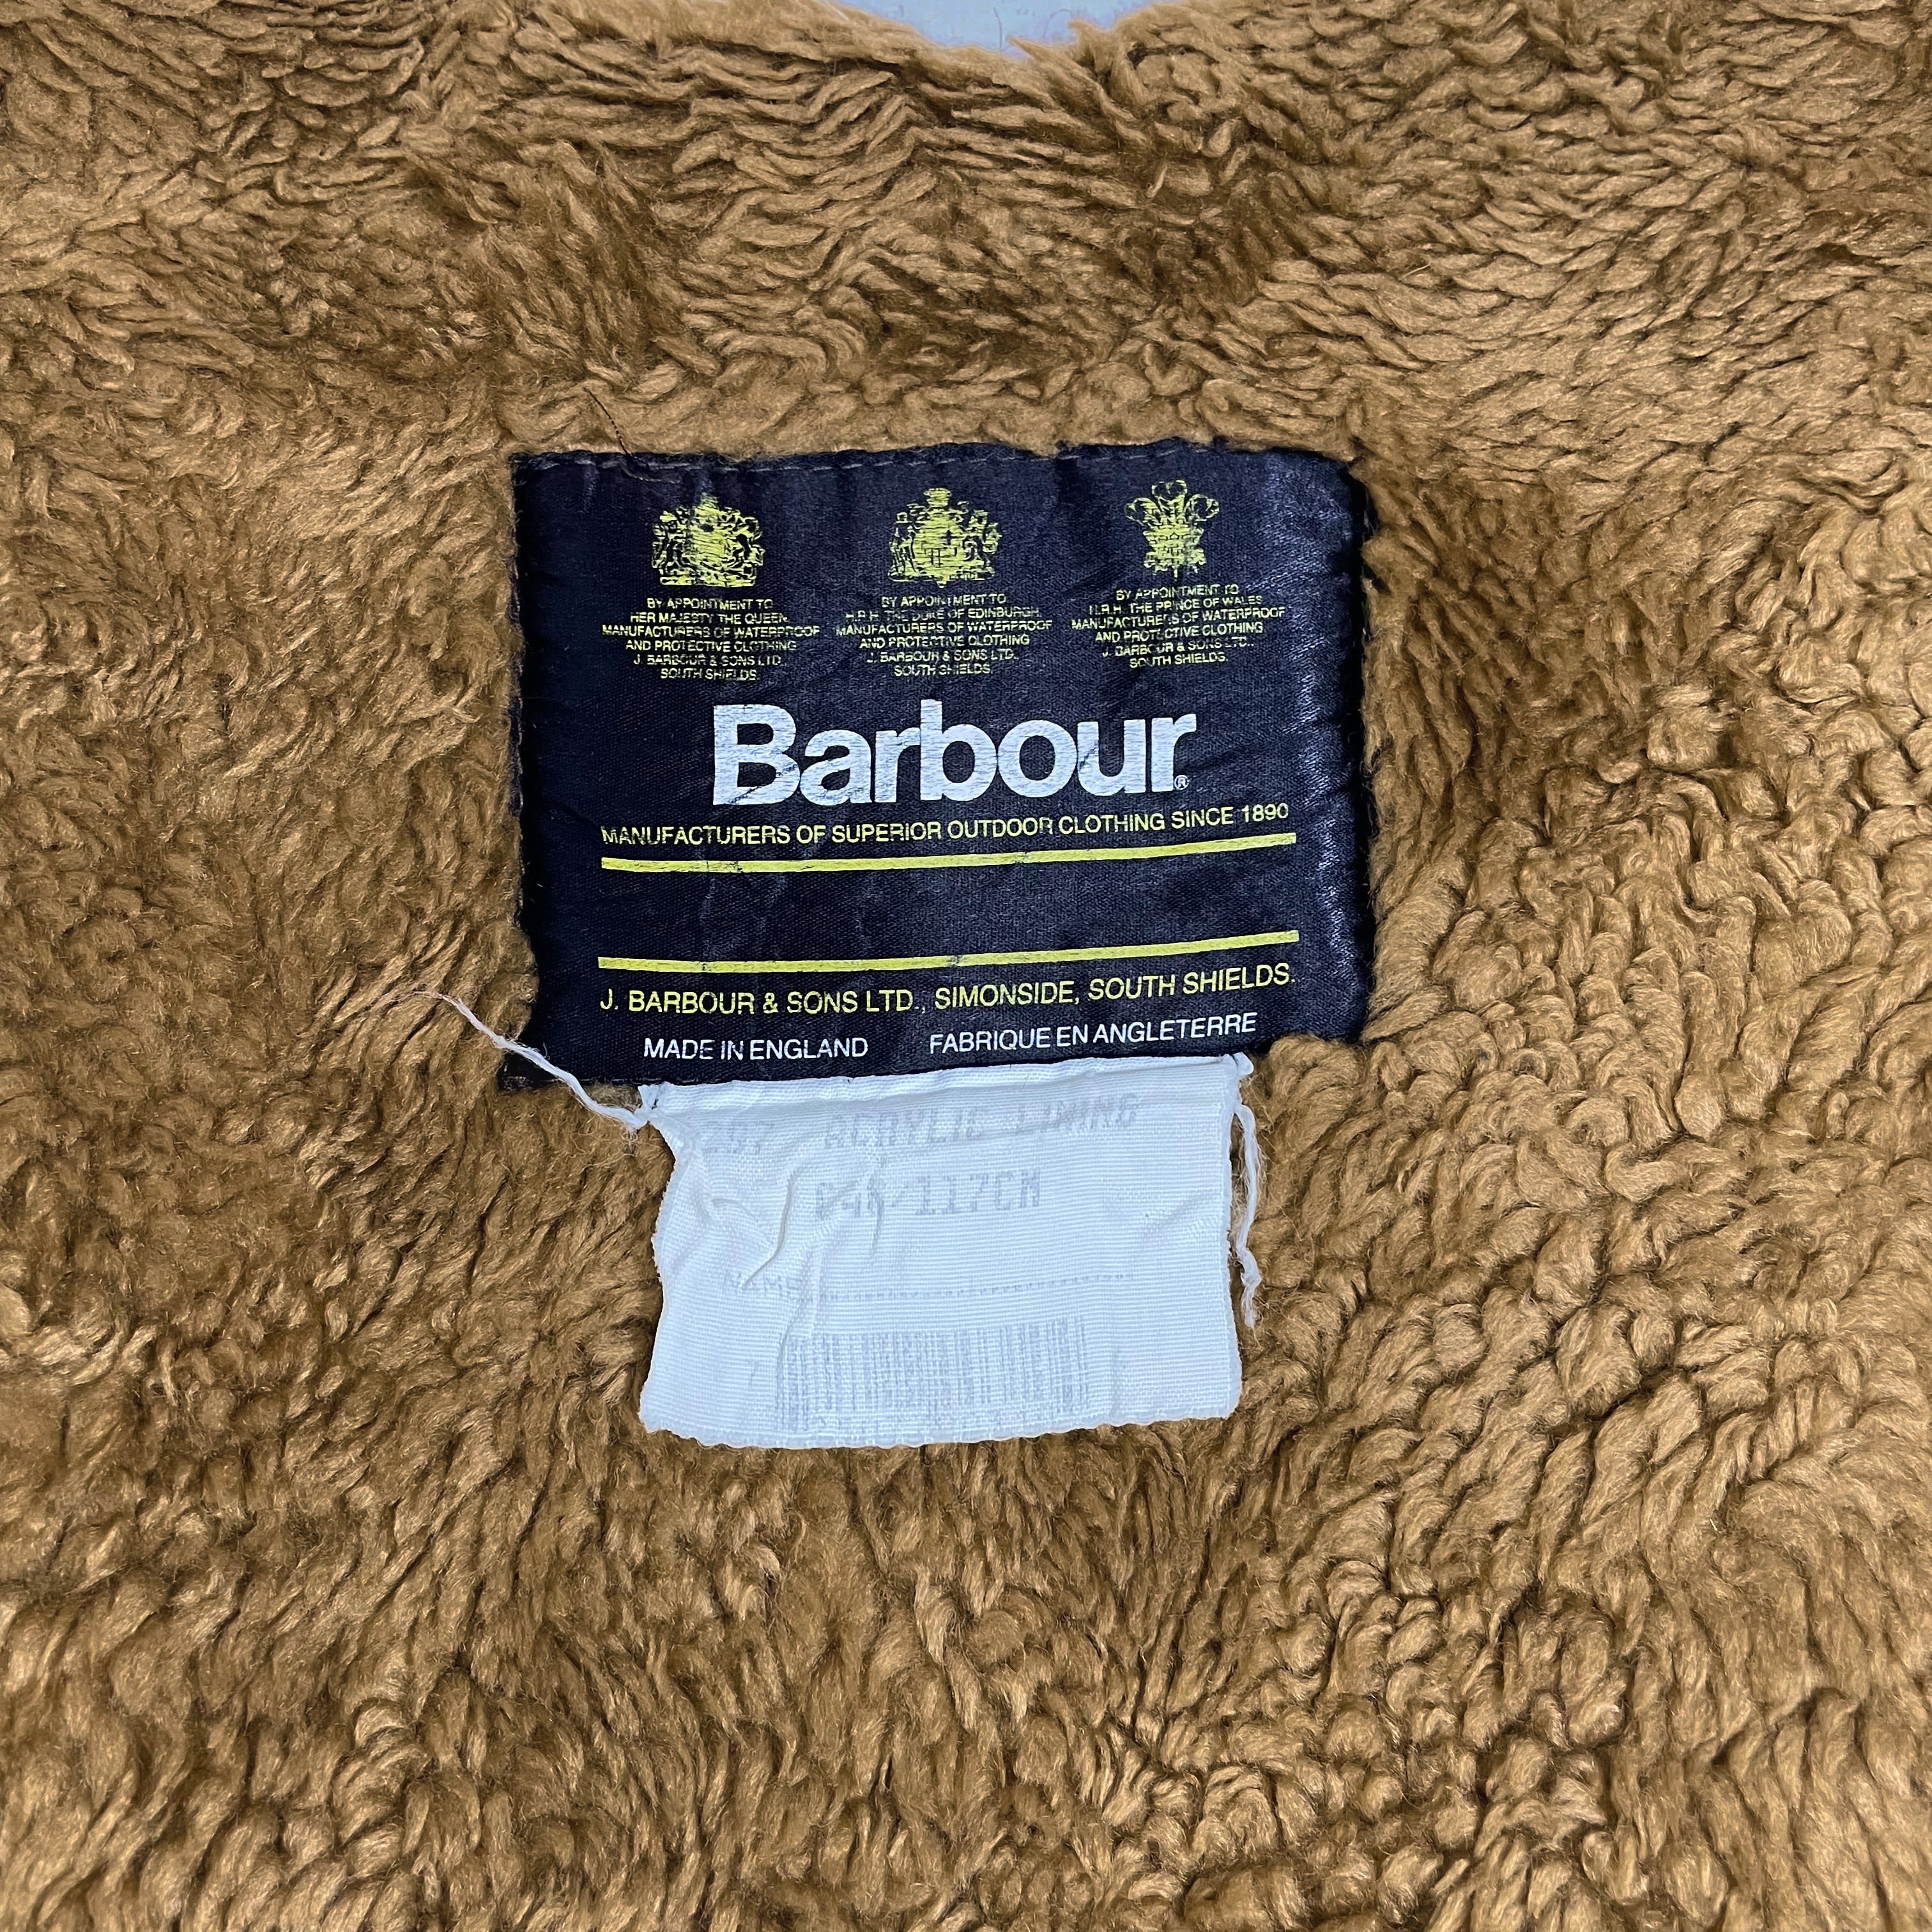 BY APPOINTMENT TO
HER MAJESTY THE QUEEN
MANUFACTURERS OF WATERPROOF
AND PROTECTIVE CLOTHING
J. BARBOUR & SONS LTD.
SOUTH SHIELDS.
BY APPOINTMENT TO
H.R.H. THE DUKE OF EDINBURGH.
MANUFACTURERS OF WATERPROOF
AND PROTECTIVE CLOTHING
J. BARBOUR & SONS LTD.
SOUTH SHIELDS.
BY APPOINTMENT TO
H.R.H. THE PRINCE OF WALES
MANUFACTURERS OF WATERPROOF
AND PROTECTIVE CLOTHING
J. BARBOUR & SONS LTD.
SOUTH SHIELDS.
Barbour®
MANUFACTURERS OF SUPERIOR OUTDOOR CLOTHING SINCE 1890
J. BARBOUR & SONS LTD., SIMONSIDE, SOUTH SHIELDS.
MADE IN ENGLAND FABRIQUE EN ANGLETERRE
ACRYLIC LINING
117CM
NAME